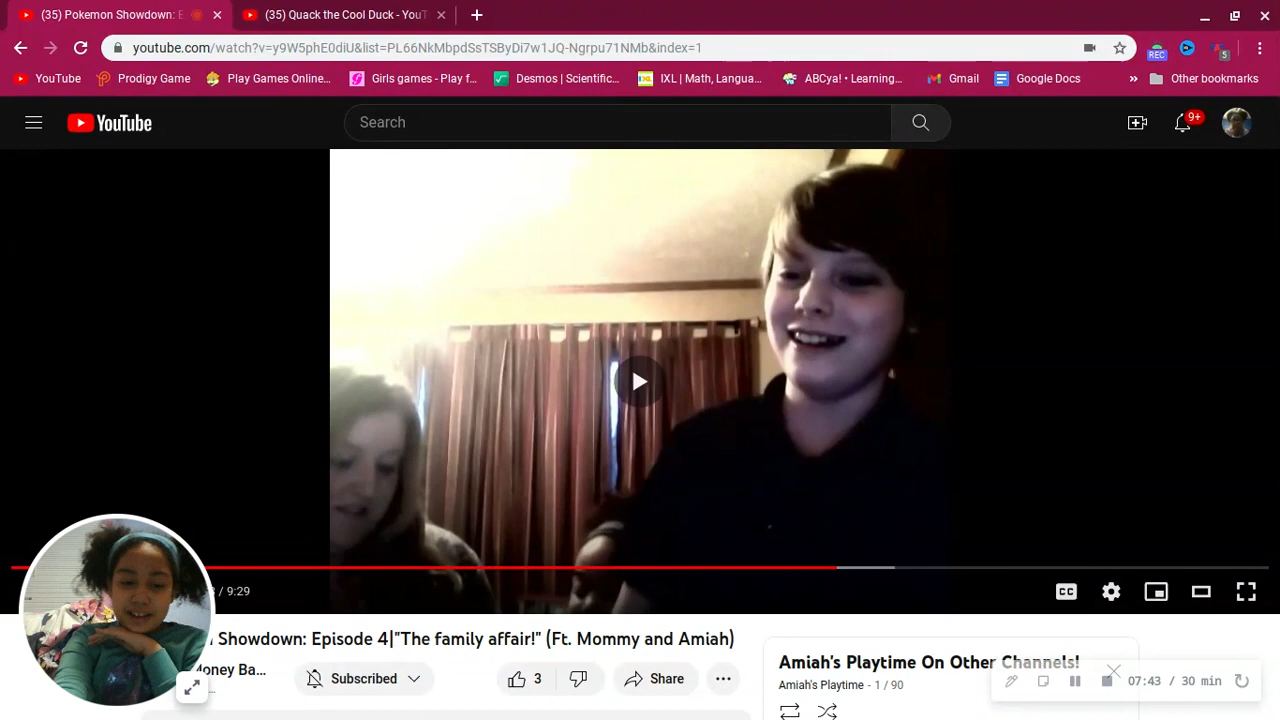 (35) Pokemon Showdown: E
(35) Quack the Cool Duck - YouT
youtube.com/watch?v=y9W5phE0diU&list=PL66NkMbpdSsTSByDi7w1JQ-Ngrpu71NMb&index=1
REC
5
YouTube
Prodigy Game
Play Games Online...
Girls games - Play f...
Desmos | Scientific...
IXL | Math, Langua...
ABCya! • Learning...
Gmail
Google Docs
»
Other bookmarks
YouTube
Search
9+
/ 9:29
CC
Showdown: Episode 4|"The family affair!" (Ft. Mommy and Amiah)
oney Ba...
Subscribed
3
Share
Amiah's Playtime On Other Channels!
Amiah's Playtime - 1 / 90
07:43 / 30 min